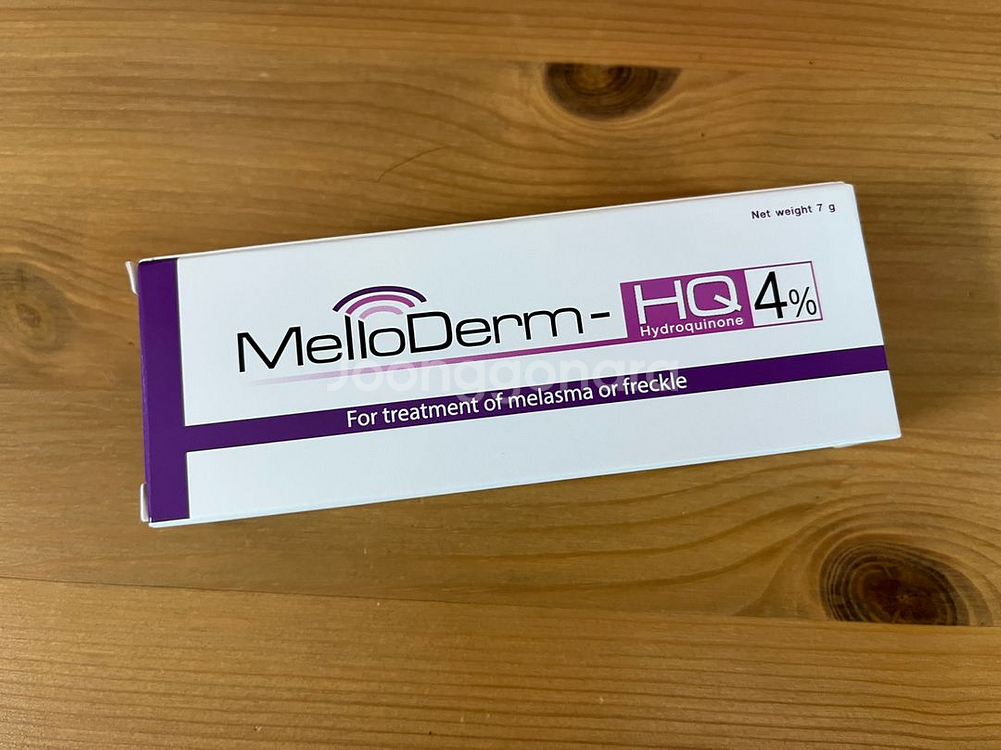 Net weight 7 g
MelloDerm-HQ 4%
Hydroquinone
Joonggonara
For treatment of melasma or freckle